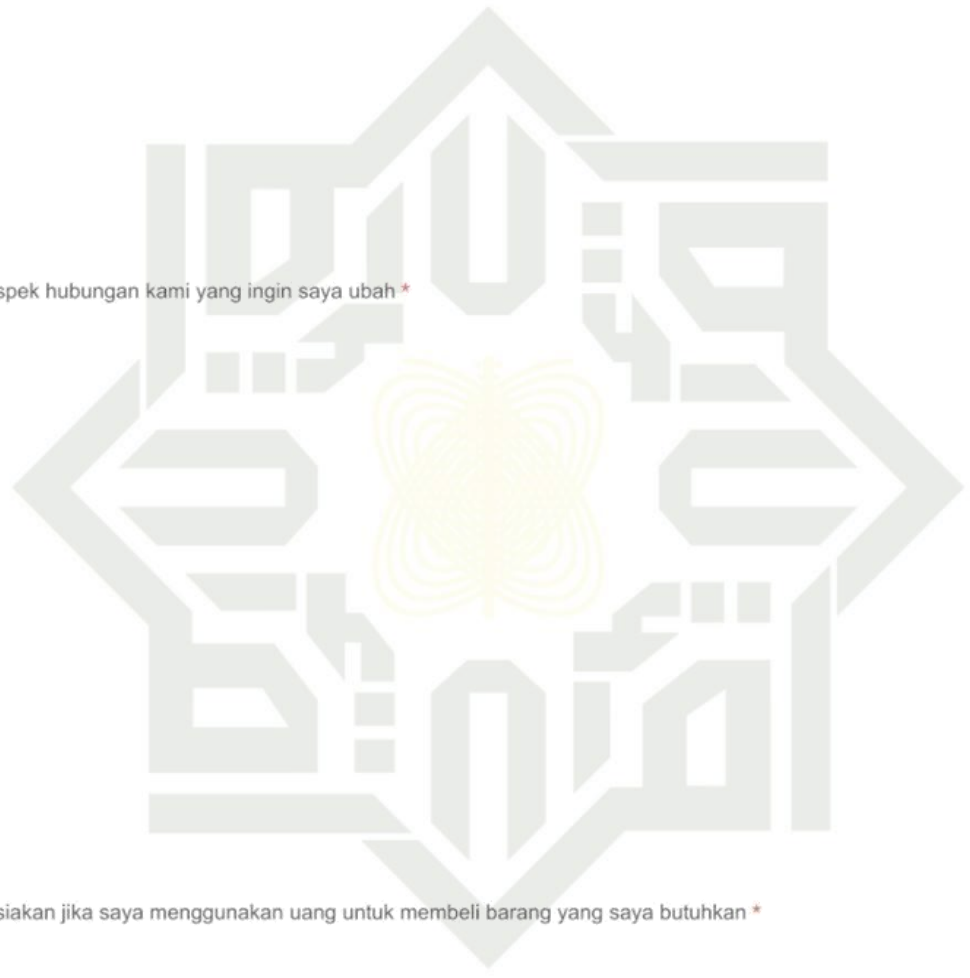 spek hubungan kami yang ingin saya ubah *
siakan jika saya menggunakan uang untuk membeli barang yang saya butuhkan *